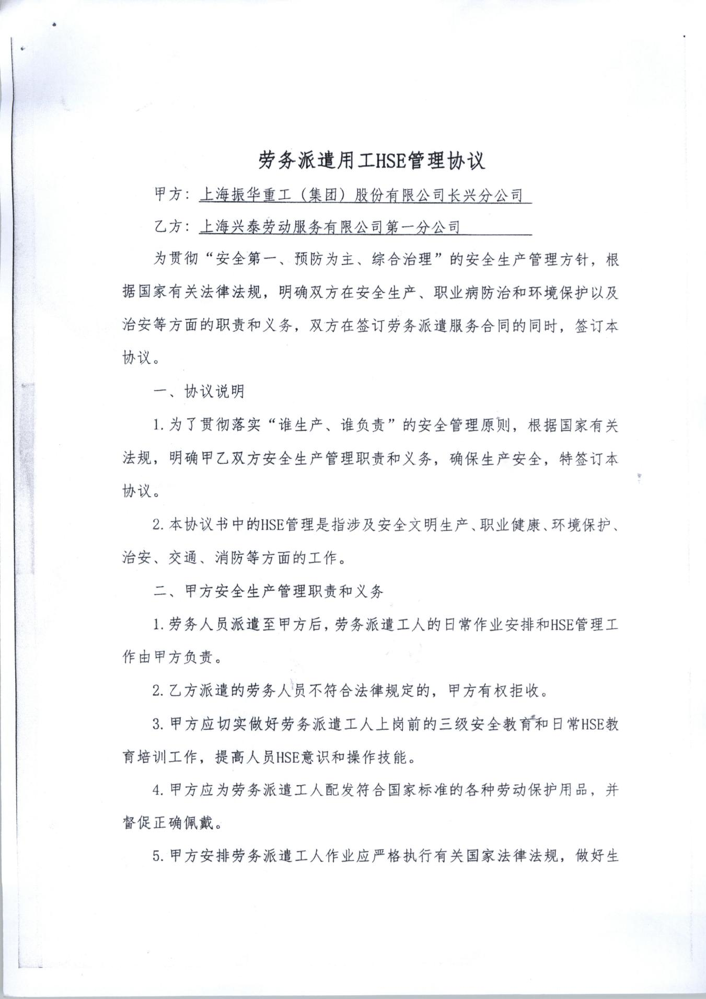 劳务派遣用工HSE管理协议
甲方：上海振华重工（集团）股份有限公司长兴分公司
乙方：上海兴泰劳动服务有限公司第一分公司
为贯彻“安全第一、预防为主、综合治理”的安全生产管理方针，根
据国家有关法律法规，明确双方在安全生产、职业病防治和环境保护以及
治安等方面的职责和义务，双方在签订劳务派遣服务合同的同时，签订本
协议。
一、协议说明
1.为了贯彻落实“谁生产、谁负责”的安全管理原则，根据国家有关
法规，明确甲乙双方安全生产管理职责和义务，确保生产安全，特签订本
协议。
2.本协议书中的HSE管理是指涉及安全文明生产、职业健康、环境保护、
治安、交通、消防等方面的工作。
二、甲方安全生产管理职责和义务
1.劳务人员派遣至甲方后，劳务派遣工人的日常作业安排和HSE管理工
作由甲方负责。
2.乙方派遣的劳务人员不符合法律规定的，甲方有权拒收。
3.甲方应切实做好劳务派遣工人上岗前的三级安全教育和日常HSE教
育培训工作，提高人员HSE意识和操作技能。
4.甲方应为劳务派遣工人配发符合国家标准的各种劳动保护用品，并
督促正确佩戴。
5.甲方安排劳务派遣工人作业应严格执行有关国家法律法规，做好生